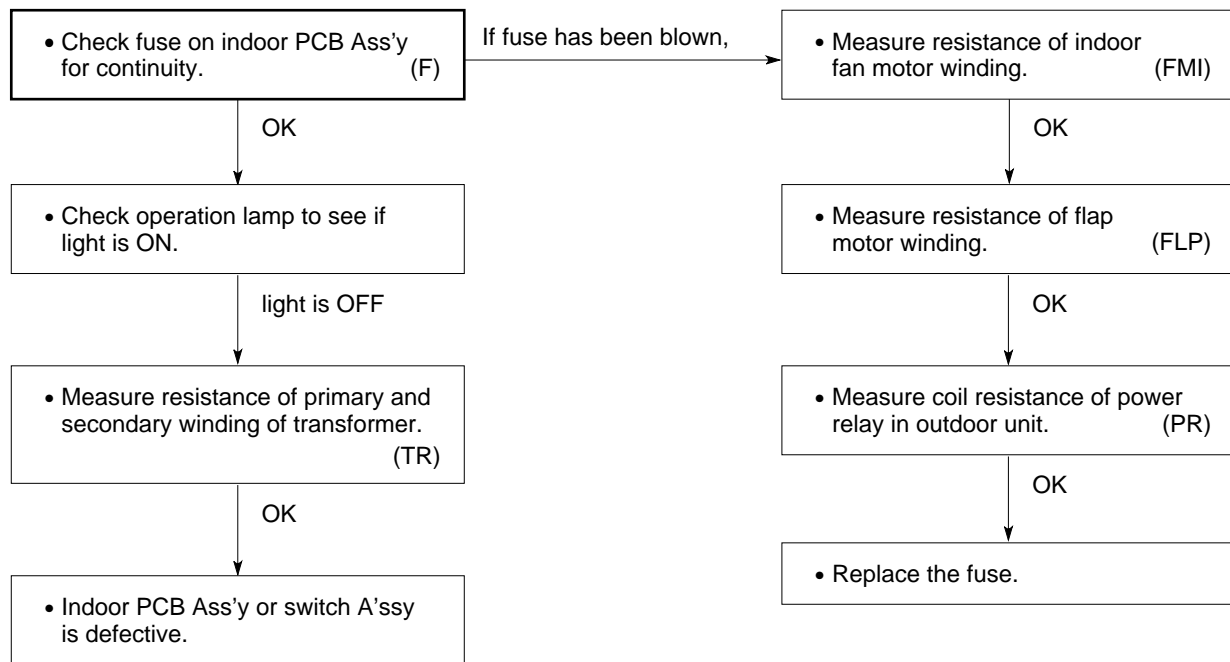 • Check fuse on indoor PCB Ass'y
for continuity.
(F)
If fuse has been blown,
• Measure resistance of indoor
fan motor winding.
(FMI)
OK
OK
• Check operation lamp to see if
light is ON.
• Measure resistance of flap
motor winding.
(FLP)
light is OFF
OK
• Measure resistance of primary and
secondary winding of transformer.
(TR)
• Measure coil resistance of power
relay in outdoor unit.
(PR)
OK
OK
• Indoor PCB Ass'y or switch A'ssy
is defective.
• Replace the fuse.